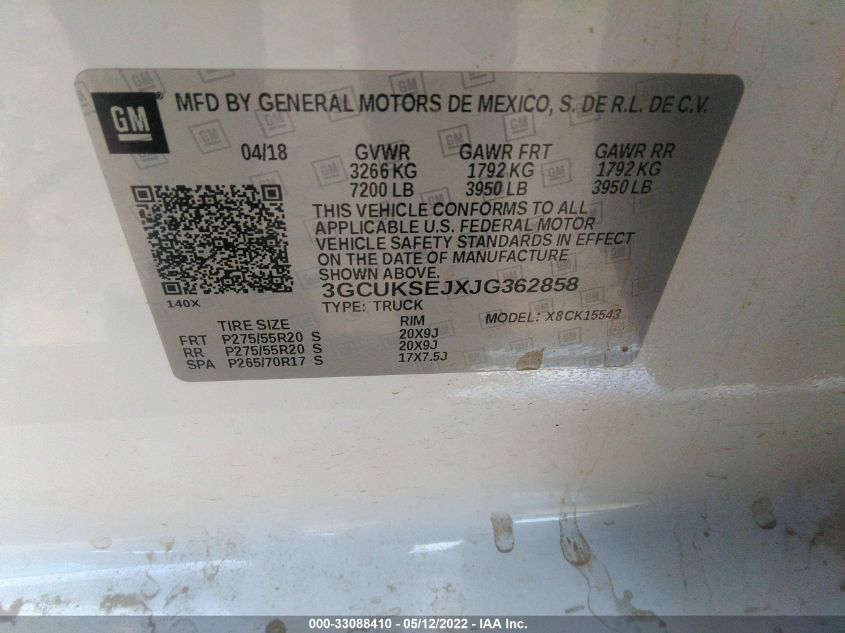 GM MFD BY GENERAL MOTORS DE MEXICO, S. DE R.L. DE C.V.
04/18 GVWR GAWR FRT GAWR RR
3266 KG 1792 KG 1792 KG
7200 LB 3950 LB 3950 LB
THIS VEHICLE CONFORMS TO ALL
APPLICABLE U.S. FEDERAL MOTOR
VEHICLE SAFETY STANDARDS IN EFFECT
ON THE DATE OF MANUFACTURE
SHOWN ABOVE.
140X 3GCUKSEJXJG362858
TYPE: TRUCK MODEL: X8CK15543
TIRE SIZE RIM
FRT P275/55R20 S 20X9J
RR P275/55R20 S 20X9J
SPA P265/70R17 S 17X7.5J
000-33088410 - 05/12/2022 - IAA Inc.